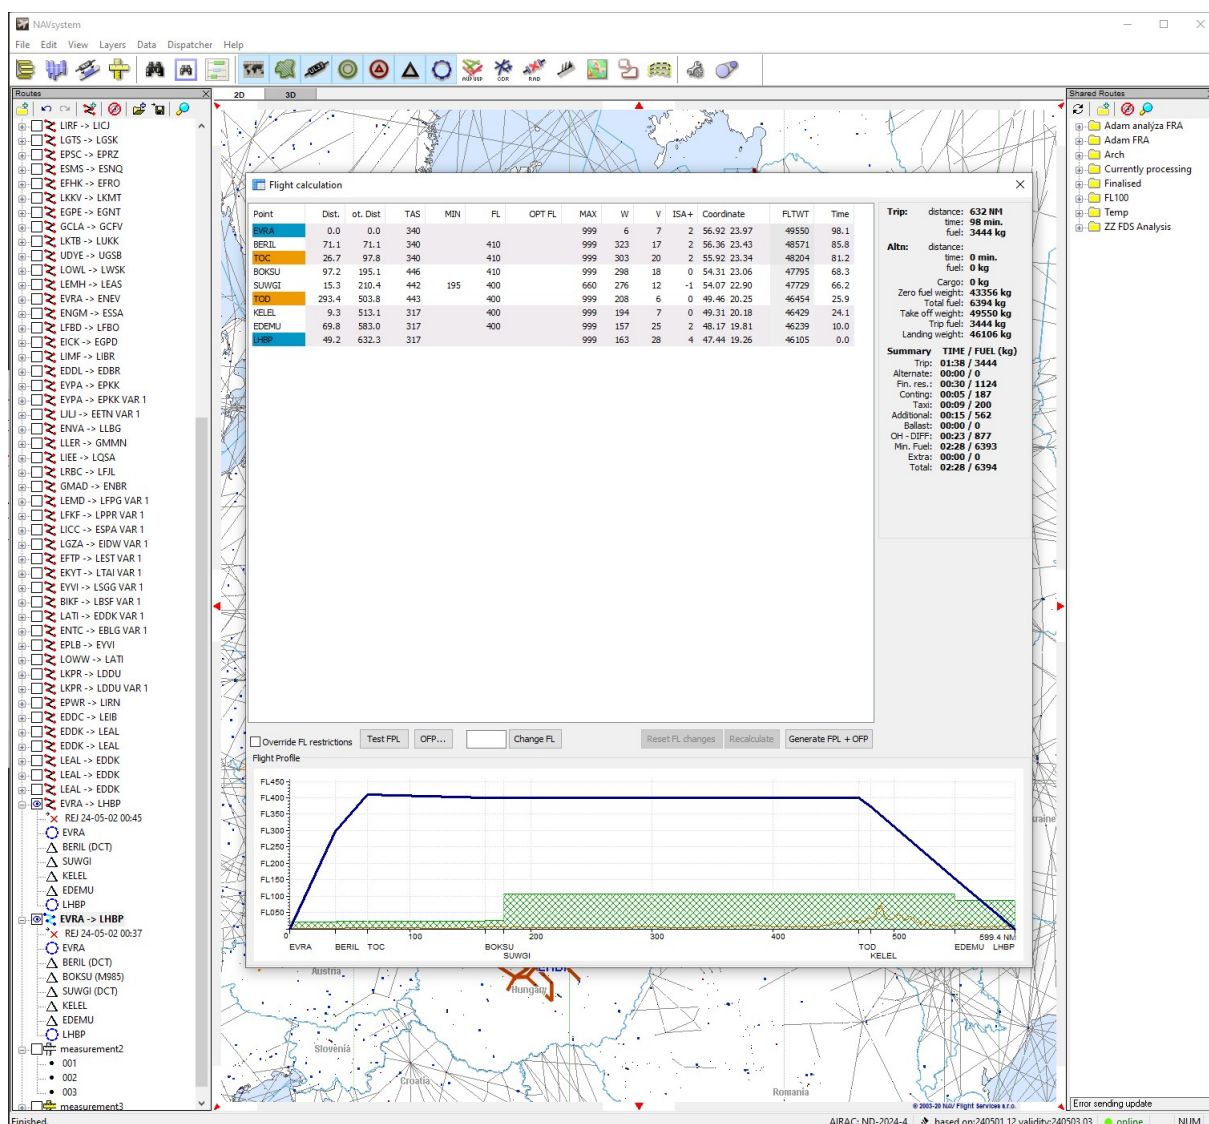 NAVsystem
File Edit View Layers Data Dispatcher Help
Routes
LIRF -> LICJ
LGTS -> LGSK
EPSC -> EPRZ
ESMS -> ESNQ
EFHK -> EFRO
LKKV -> LKMT
EGPE -> EGNT
GCLA -> GCFV
LKTB -> LUKK
UDYE -> UGSB
LOWL -> LWSK
LEMH -> LEAS
EVRA -> ENEV
ENGM -> ESSA
LFBD -> LFBO
EICK -> EGPD
LIMF -> LIBR
EDDL -> EDBR
EYPA -> EPKK
EYPA -> EPKK VAR 1
LILJ -> EETN VAR 1
ENVA -> LLBG
LLER -> GMMN
LIEE -> LQSA
LRBC -> LFJL
GMAD -> ENBR
LEMD -> LFPG VAR 1
LFKF -> LPPR VAR 1
LICC -> ESPA VAR 1
LGZA -> EIDW VAR 1
EFTP -> LEST VAR 1
EKYT -> LTAI VAR 1
EYVI -> LSGG VAR 1
BIKF -> LBSF VAR 1
LATI -> EDDK VAR 1
ENTC -> EBLG VAR 1
EPLB -> EYVI
LOWW -> LATI
LKPR -> LDDU
LKPR -> LDDU VAR 1
EPWR -> LIRN
EDDC -> LEIB
EDDK -> LEAL
EDDK -> LEAL
LEAL -> EDDK
LEAL -> EDDK
LEAL -> EDDK
EVRA -> LHBP
REJ 24-05-02 00:45
EVRA
BERIL (DCT)
SUWGI
KELEL
EDEMU
LHBP
EVRA -> LHBP
REJ 24-05-02 00:37
EVRA
BERIL (DCT)
BOKSU (M985)
SUWGI (DCT)
KELEL
EDEMU
LHBP
measurement2
001
002
003
measurement3
2D 3D
Flight calculation
Point Dist. ot. Dist TAS MIN FL OPT FL MAX W V ISA+ Coordinate FLTWT Time
EVRA 0.0 0.0 340 999 6 7 2 56.92 23.97 49550 98.1
BERIL 71.1 71.1 340 410 999 323 17 2 56.36 23.43 48571 85.8
TOC 26.7 97.8 340 410 999 303 20 2 55.92 23.34 48204 81.2
BOKSU 97.2 195.1 446 410 999 298 18 0 54.31 23.06 47795 68.3
SUWGI 15.3 210.4 442 195 400 660 276 12 -1 54.07 22.90 47729 66.2
TOD 293.4 503.8 443 400 999 208 6 0 49.46 20.25 46454 25.9
KELEL 9.3 513.1 317 400 999 194 7 0 49.31 20.18 46429 24.1
EDEMU 69.8 583.0 317 400 999 157 25 2 48.17 19.81 46239 10.0
LHBP 49.2 632.3 317 999 163 28 4 47.44 19.26 46105 0.0
Trip: distance: 632 NM
time: 98 min.
fuel: 3444 kg
Altn: distance:
time: 0 min.
fuel: 0 kg
Cargo: 0 kg
Zero fuel weight: 43356 kg
Total fuel: 6394 kg
Take off weight: 49550 kg
Trip fuel: 3444 kg
Landing weight: 46106 kg
Summary TIME / FUEL (kg)
Trip: 01:38 / 3444
Alternate: 00:00 / 0
Fin. res.: 00:30 / 1124
Conting: 00:05 / 187
Taxi: 00:09 / 200
Additional: 00:15 / 562
Ballast: 00:00 / 0
OH - DIFF: 00:23 / 877
Min. Fuel: 02:28 / 6393
Extra: 00:00 / 0
Total: 02:28 / 6394
Override FL restrictions Test FPL OFP... Change FL Reset FL changes Recalculate Generate FPL + OFP
Flight Profile
FL450
FL400
FL350
FL300
FL250
FL200
FL150
FL100
FL050
0 100 200 300 400 500 599.4 NM
EVRA BERIL TOC BOKSU TOD EDEMU LHBP
SUWGI KELEL
Austria
LHBP
Hungary
Slovenia
Croatia
Romania
© 2003-20 NAV Flight Services s.r.o.
Shared Routes
Adam analýza FRA
Adam FRA
Arch
Currently processing
Finalised
FL100
Temp
ZZ FDS Analysis
Error sending update
Finished.
AIRAC: ND-2024-4 based on:240501 12 validity:240503 03 online NUM